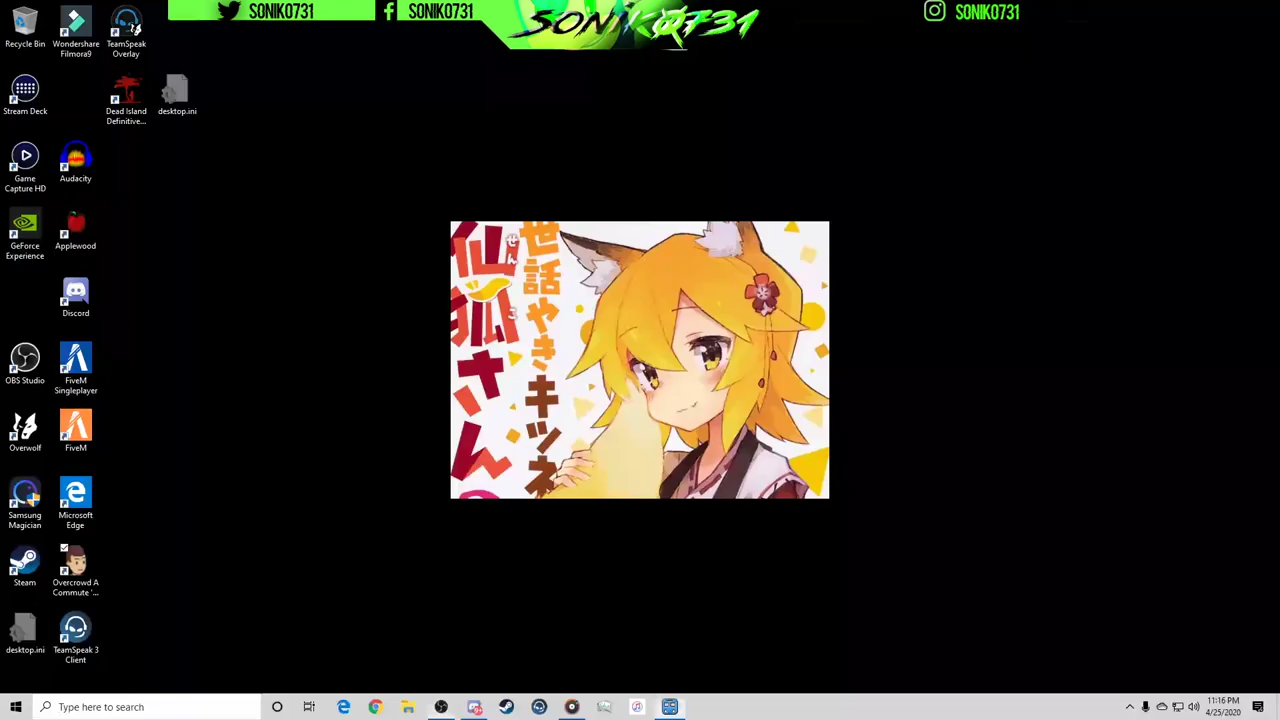 SONIK0731
SONIK0731
SONIK0731
SONIK0731
Recycle Bin
Wondershare
Filmora9
TeamSpeak
Overlay
Stream Deck
Dead Island
Definitive...
desktop.ini
Game
Capture HD
Audacity
GeForce
Experience
Applewood
Discord
OBS Studio
FiveM
Singleplayer
Overwolf
FiveM
Samsung
Magician
Microsoft
Edge
Steam
Overcrowd A
Commute '...
desktop.ini
TeamSpeak 3
Client
世話やきキツネ
仙狐さん
せん
こ
Type here to search
11:16 PM
4/25/2020